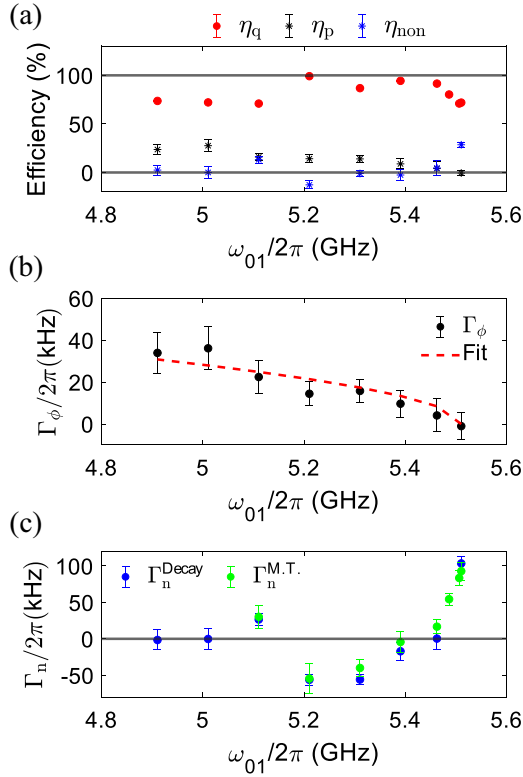 (a)
η_q η_p η_non
Efficiency (%)
100
50
0
4.8 5 5.2 5.4 5.6
ω_01/2π (GHz)
(b)
Γ_ϕ/2π(kHz)
60
40
20
0
Γ_ϕ
Fit
4.8 5 5.2 5.4 5.6
ω_01/2π (GHz)
(c)
Γ_n/2π(kHz)
100
50
0
-50
Γ_n^Decay Γ_n^M.T.
4.8 5 5.2 5.4 5.6
ω_01/2π (GHz)